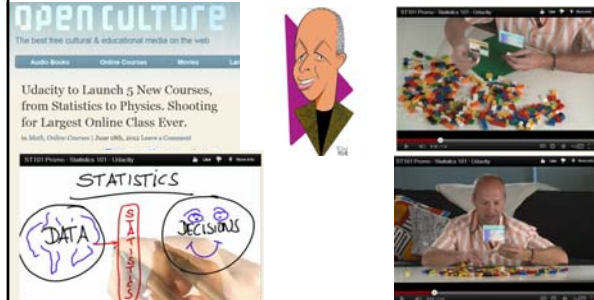 OPEN CULTURE
The best free cultural & educational media on the web
Audio Books Online Courses Movies
Udacity to Launch 5 New Courses,
from Statistics to Physics. Shooting
for Largest Online Class Ever.
in Math, Online Courses | June 18th, 2012 Leave a Comment
ST101 Promo - Statistics 101 - Udacity
STATISTICS
DATA
STATISTICS
DECISIONS
ST101 Promo - Statistics 101 - Udacity
ST101 Promo - Statistics 101 - Udacity